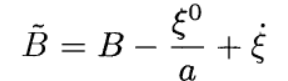 B̃ = B − ξ⁰/a + ξ̇